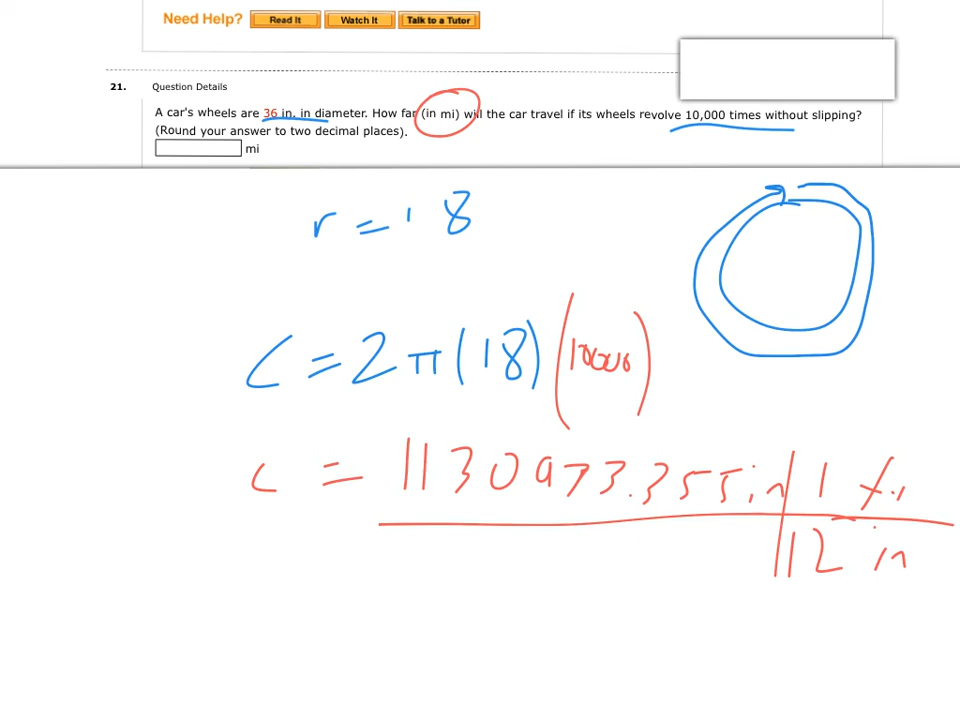 Need Help? Read It Watch It Talk to a Tutor
21. Question Details
A car's wheels are 36 in. in diameter. How far (in mi) will the car travel if its wheels revolve 10,000 times without slipping?
(Round your answer to two decimal places).
mi
r = 18
C = 2π(18)(10000)
C = 1130973.355 in 1 ft
12 in